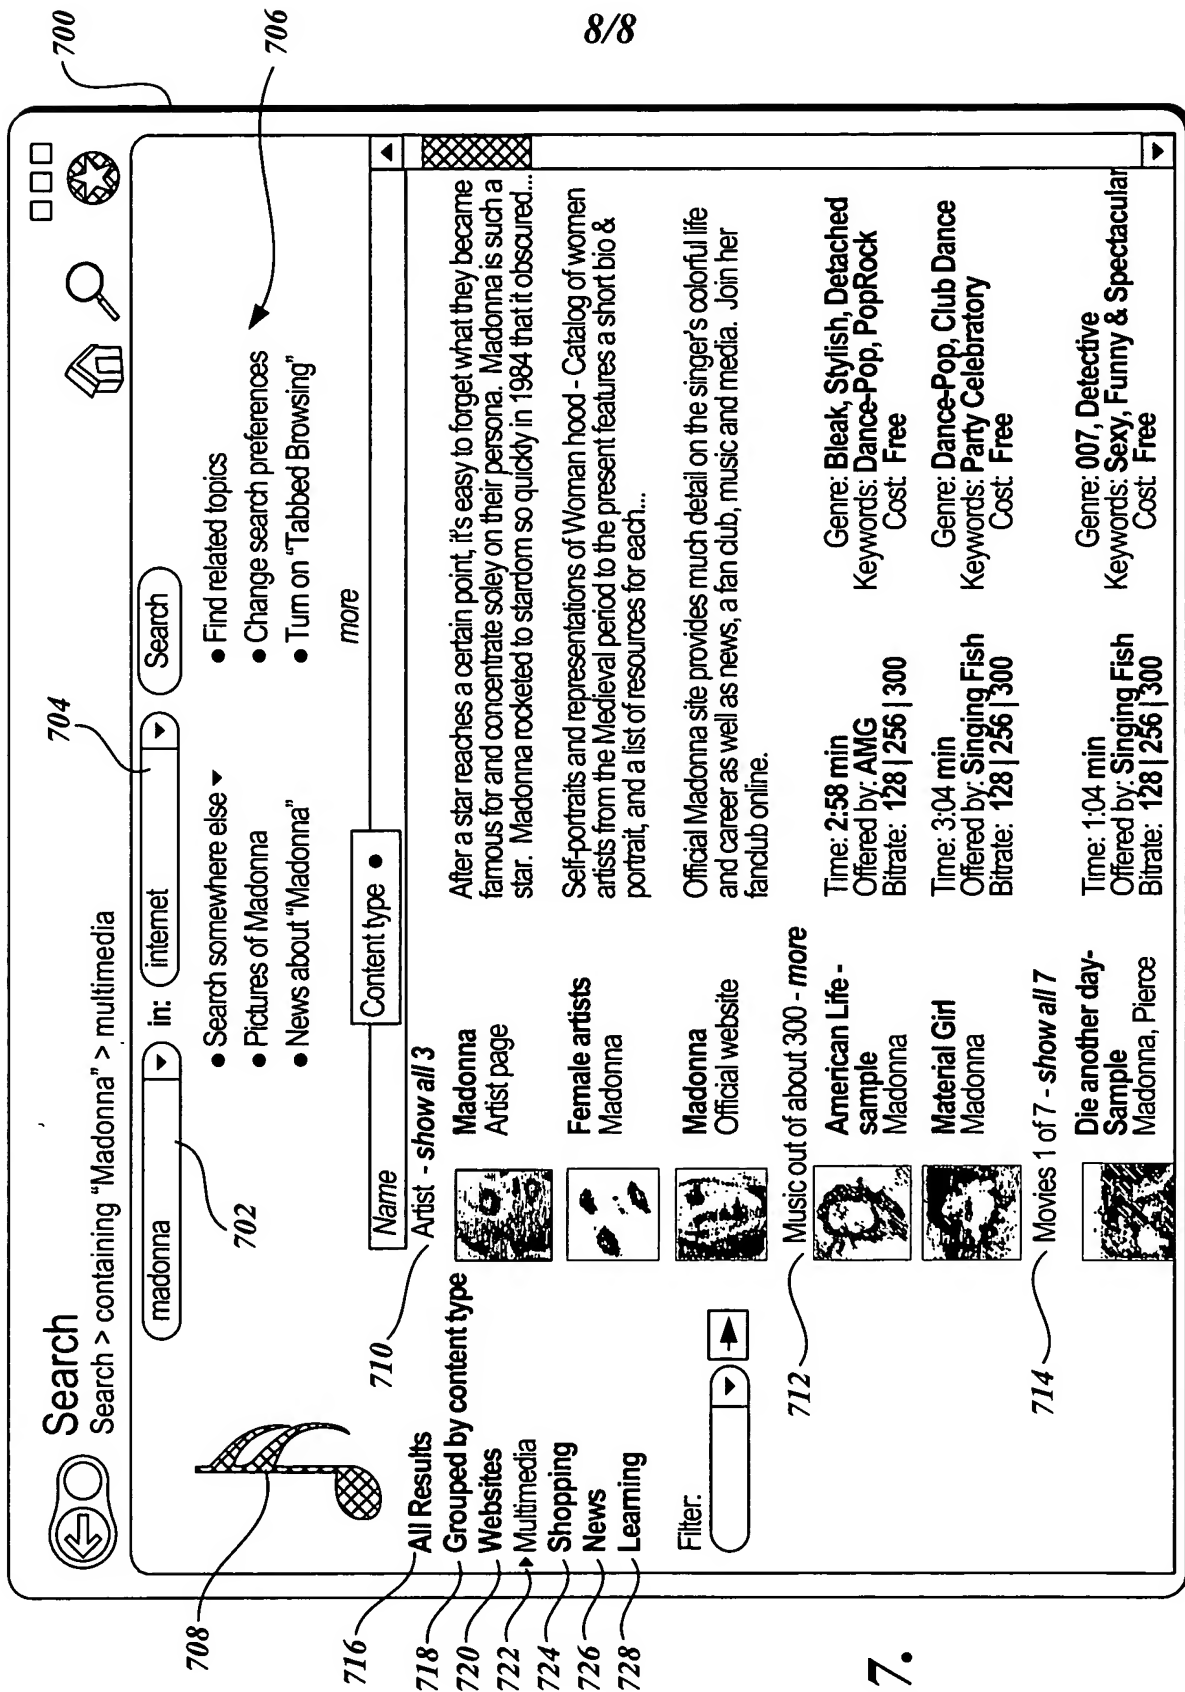 8/8
700
Search
Search > containing "Madonna" > multimedia
madonna
in:
internet
Search
702
704
706
708
• Search somewhere else
• Pictures of Madonna
• News about "Madonna"
• Find related topics
• Change search preferences
• Turn on "Tabbed Browsing"
more
Name
Content type •
710
Artist - show all 3
Madonna
Artist page
After a star reaches a certain point, it's easy to forget what they became
famous for and concentrate soley on their persona. Madonna is such a
star. Madonna rocketed to stardom so quickly in 1984 that it obscured...
Female artists
Madonna
Self-portraits and representations of Woman hood - Catalog of women
artists from the Medieval period to the present features a short bio &
portrait, and a list of resources for each...
Madonna
Official website
Official Madonna site provides much detail on the singer's colorful life
and career as well as news, a fan club, music and media. Join her
fanclub online.
712
Music out of about 300 - more
American Life -
sample
Madonna
Time: 2:58 min
Offered by: AMG
Bitrate: 128 | 256 | 300
Genre: Bleak, Stylish, Detached
Keywords: Dance-Pop, PopRock
Cost: Free
Material Girl
Madonna
Time: 3:04 min
Offered by: Singing Fish
Bitrate: 128 | 256 | 300
Genre: Dance-Pop, Club Dance
Keywords: Party Celebratory
Cost: Free
714
Movies 1 of 7 - show all 7
Die another day-
Sample
Madonna, Pierce
Time: 1:04 min
Offered by: Singing Fish
Bitrate: 128 | 256 | 300
Genre: 007, Detective
Keywords: Sexy, Funny & Spectacular
Cost: Free
716
All Results
718
Grouped by content type
720
Websites
722
Multimedia
724
Shopping
726
News
728
Learning
Filter:
7.